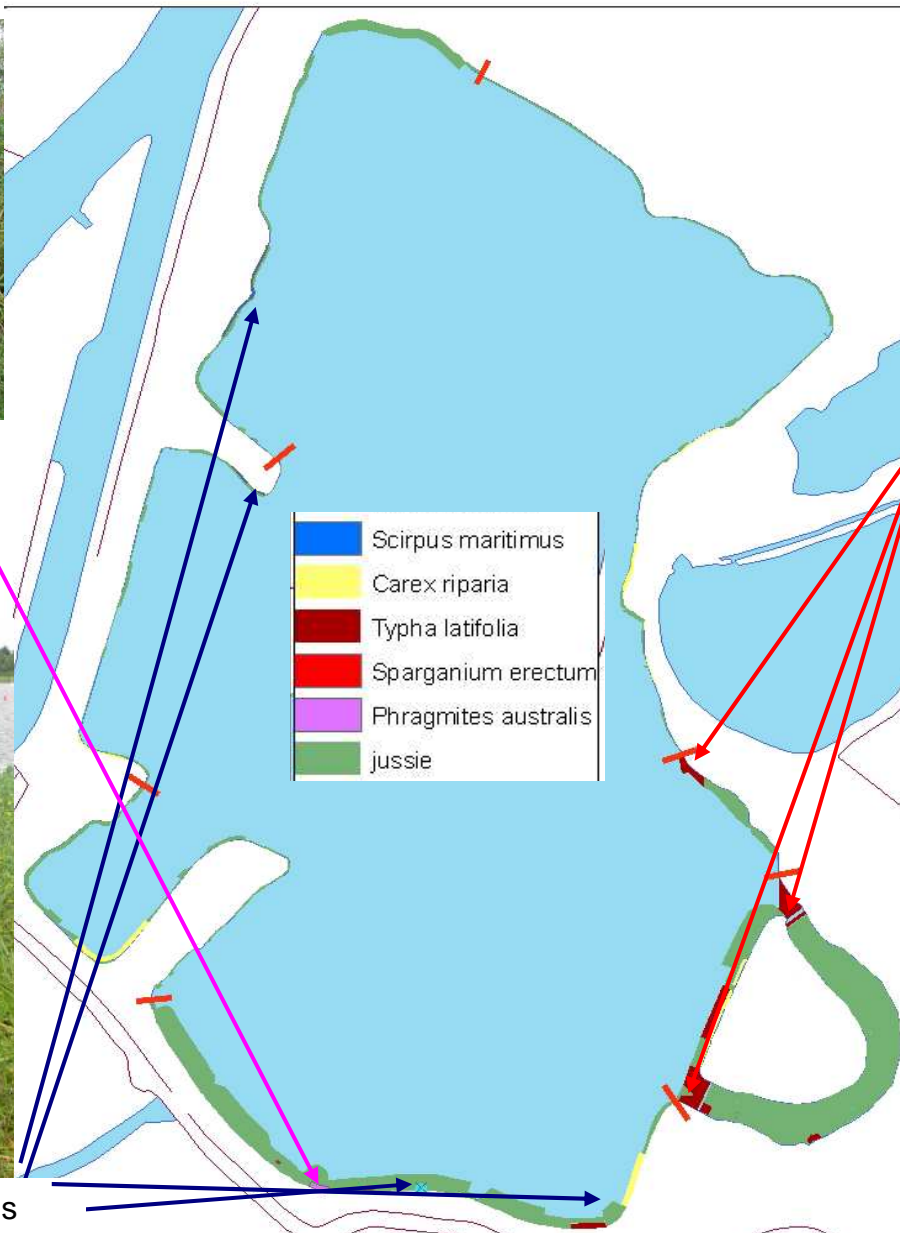 Scirpus maritimus
Carex riparia
Typha latifolia
Sparganium erectum
Phragmites australis
jussie
s